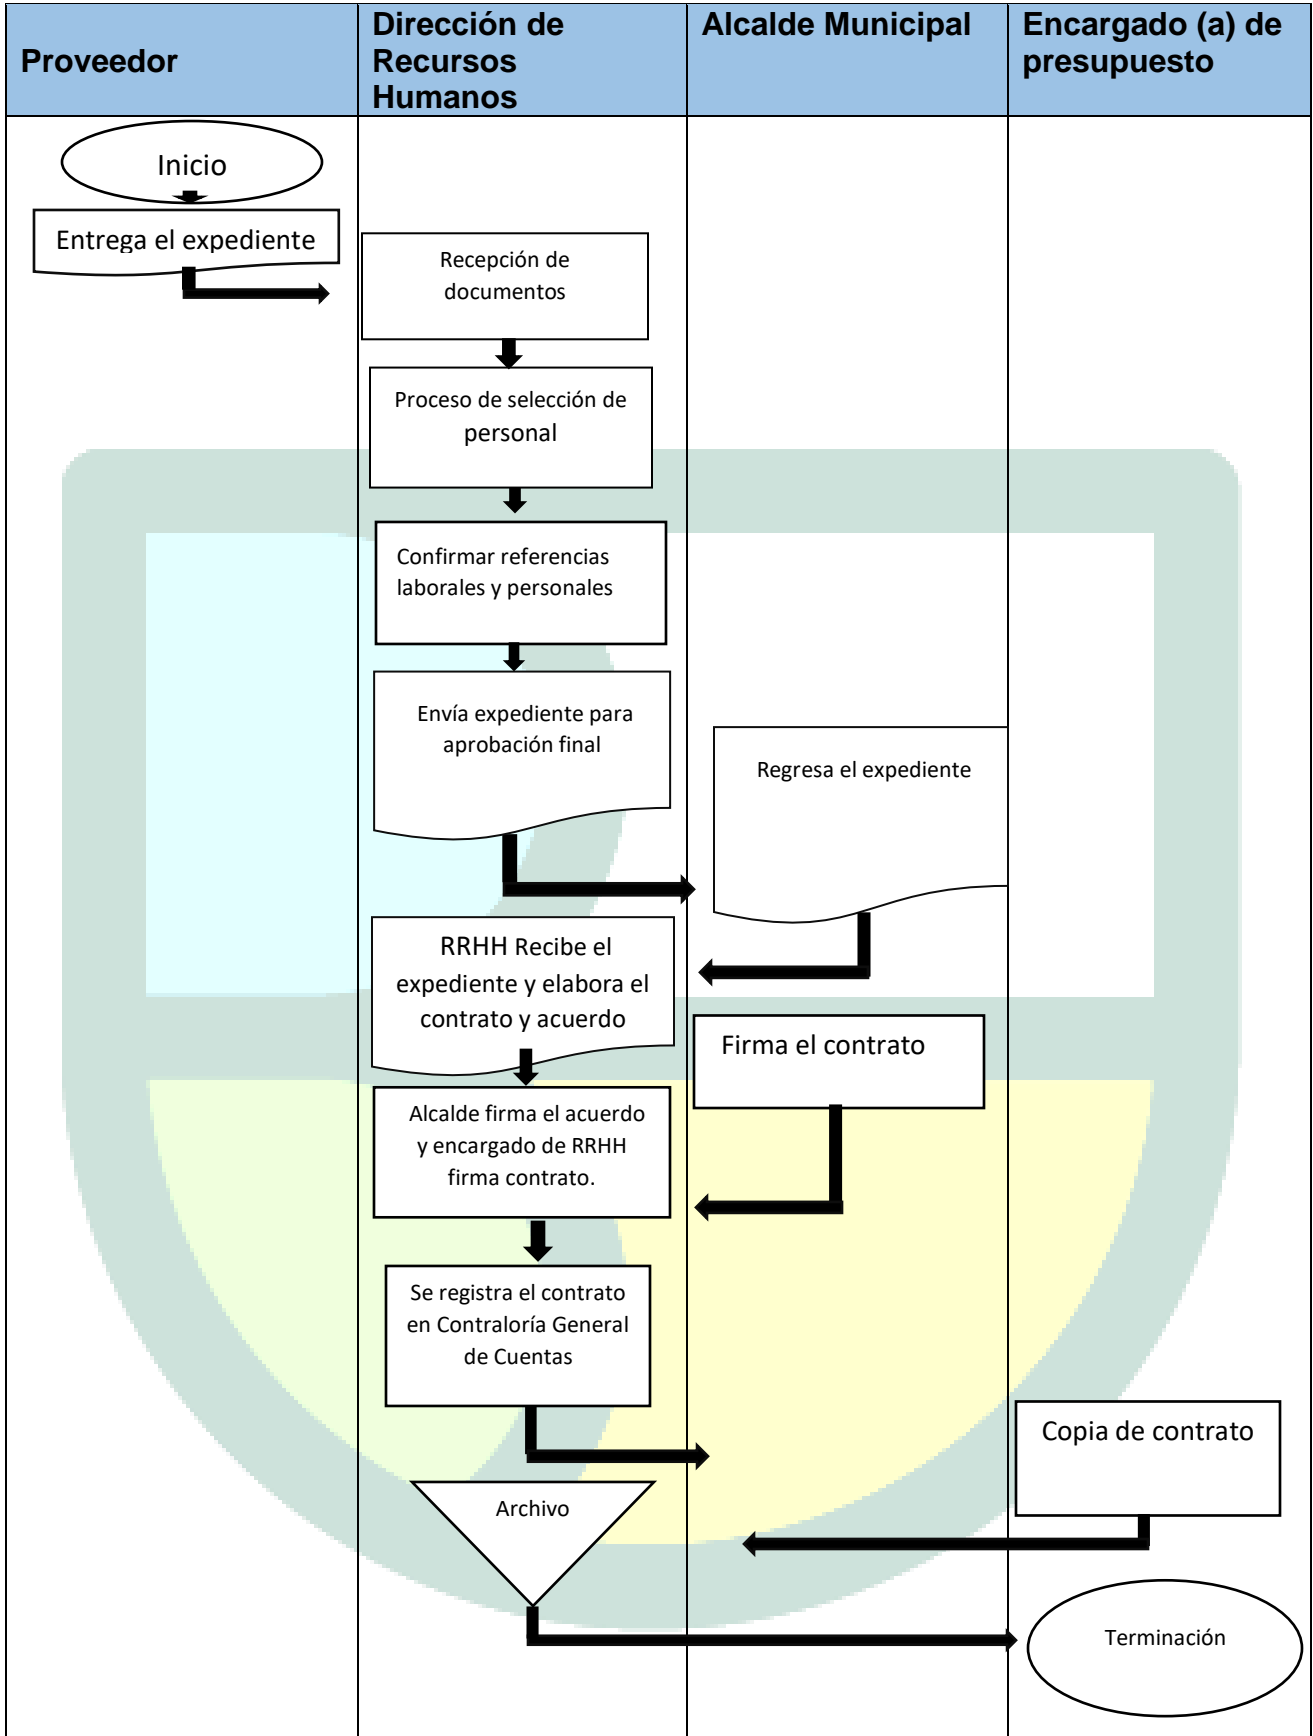 Proveedor
Dirección de
Recursos
Humanos
Alcalde Municipal
Encargado (a) de
presupuesto
Inicio
Entrega el expediente
Recepción de
documentos
Proceso de selección de
personal
Confirmar referencias
laborales y personales
Envía expediente para
aprobación final
Regresa el expediente
RRHH Recibe el
expediente y elabora el
contrato y acuerdo
Firma el contrato
Alcalde firma el acuerdo
y encargado de RRHH
firma contrato.
Se registra el contrato
en Contraloría General
de Cuentas
Copia de contrato
Archivo
Terminación